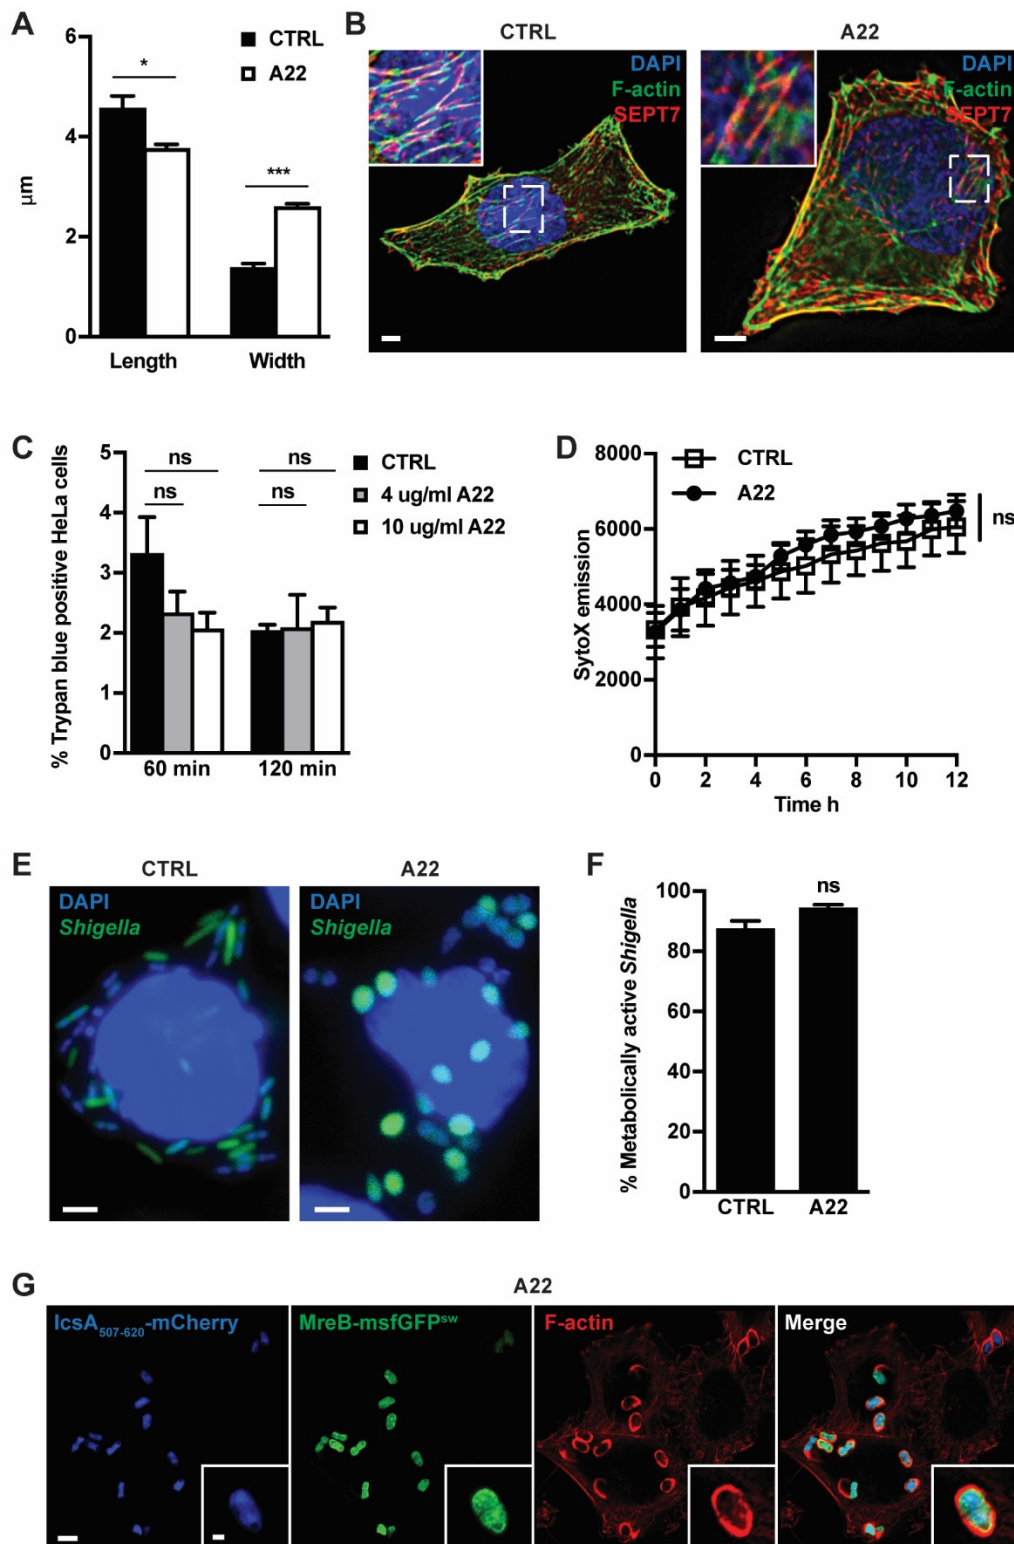 A
6
4
2
0
µm
*
***
CTRL
A22
Length
Width
B
CTRL
A22
DAPI
F-actin
SEPT7
DAPI
F-actin
SEPT7
C
% Trypan blue positive HeLa cells
5
4
3
2
1
0
ns
ns
ns
ns
CTRL
4 ug/ml A22
10 ug/ml A22
60 min
120 min
D
SytoX emission
8000
6000
4000
2000
0
CTRL
A22
ns
0 2 4 6 8 10 12
Time h
E
CTRL
A22
DAPI
Shigella
DAPI
Shigella
F
% Metabolically active Shigella
100
80
60
40
20
0
ns
CTRL
A22
G
A22
IcsA507-620-mCherry
MreB-msfGFPsw
F-actin
Merge